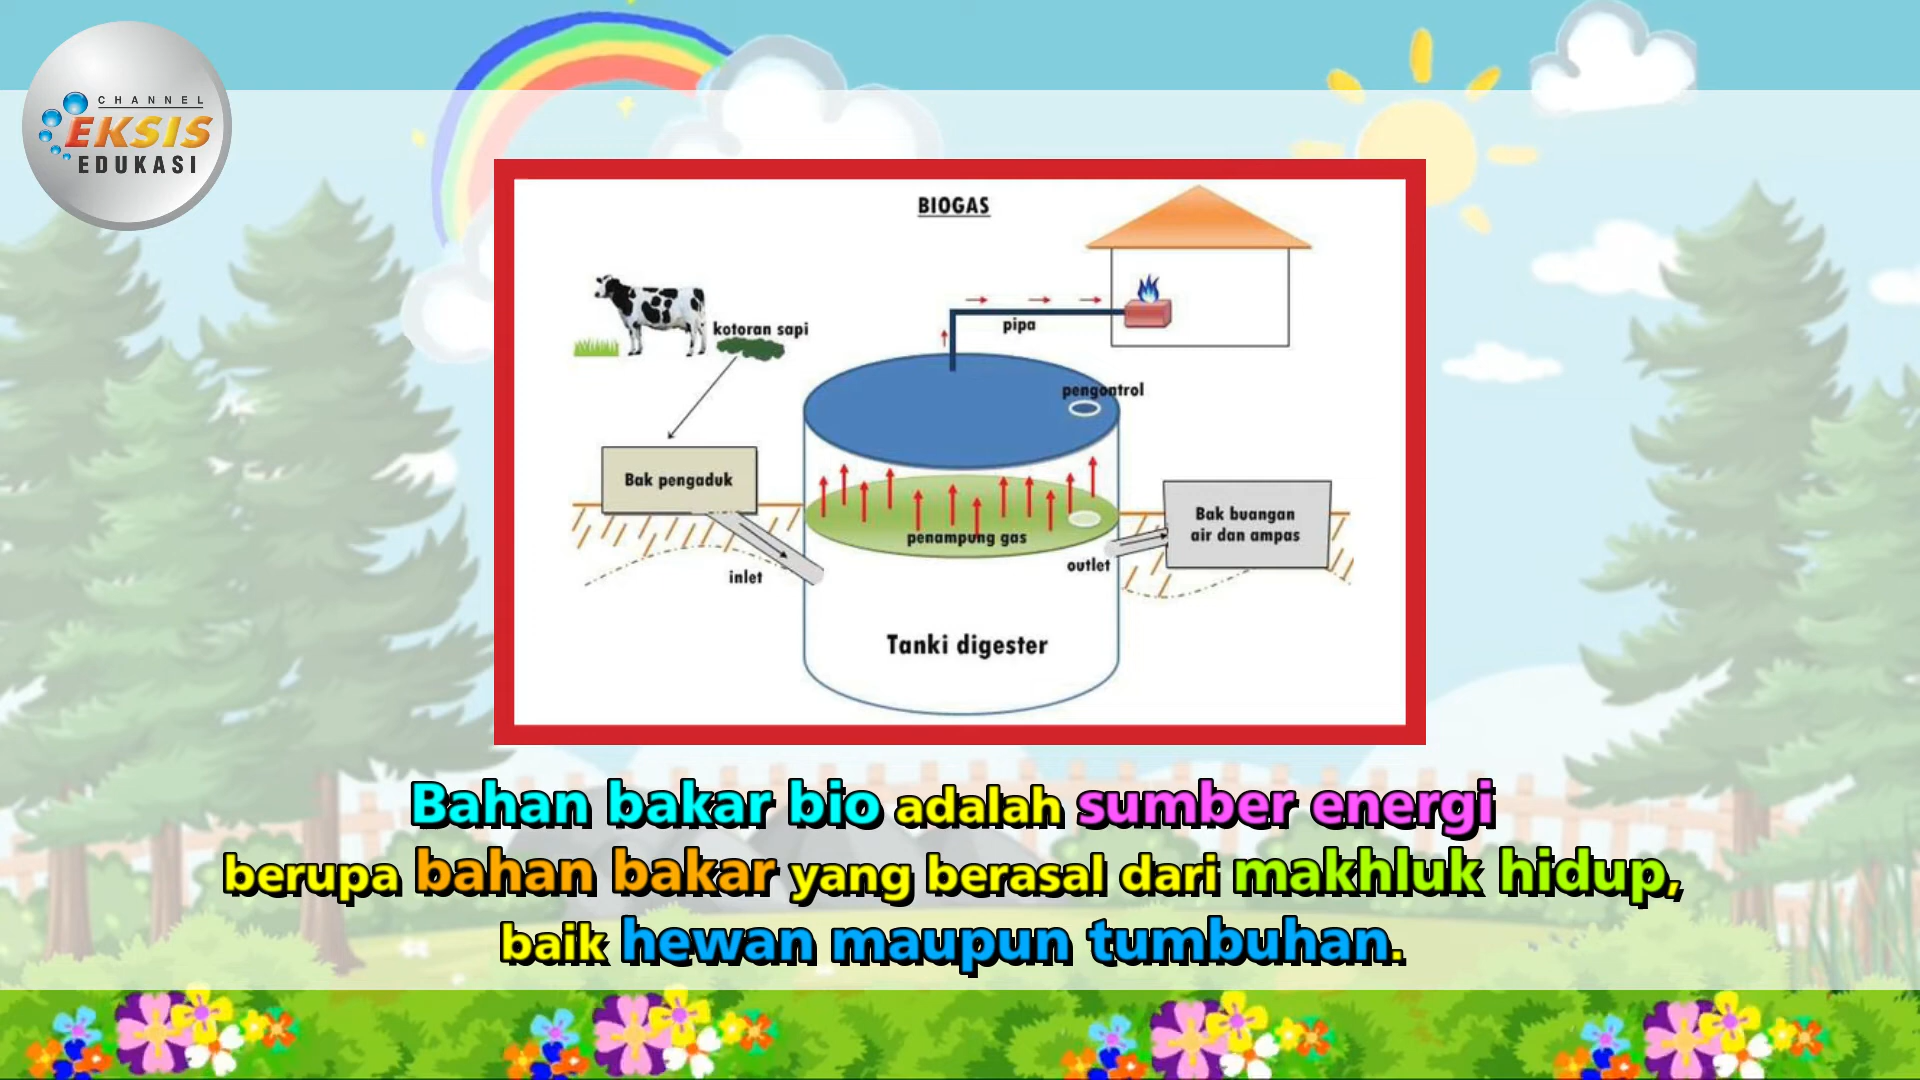 CHANNEL
EKSIS
EDUKASI
BIOGAS
kotoran sapi
pipa
pengontrol
Bak pengaduk
penampung gas
Bak buangan
air dan ampas
inlet
outlet
Tanki digester
Bahan bakar bio adalah sumber energi
berupa bahan bakar yang berasal dari makhluk hidup,
baik hewan maupun tumbuhan.